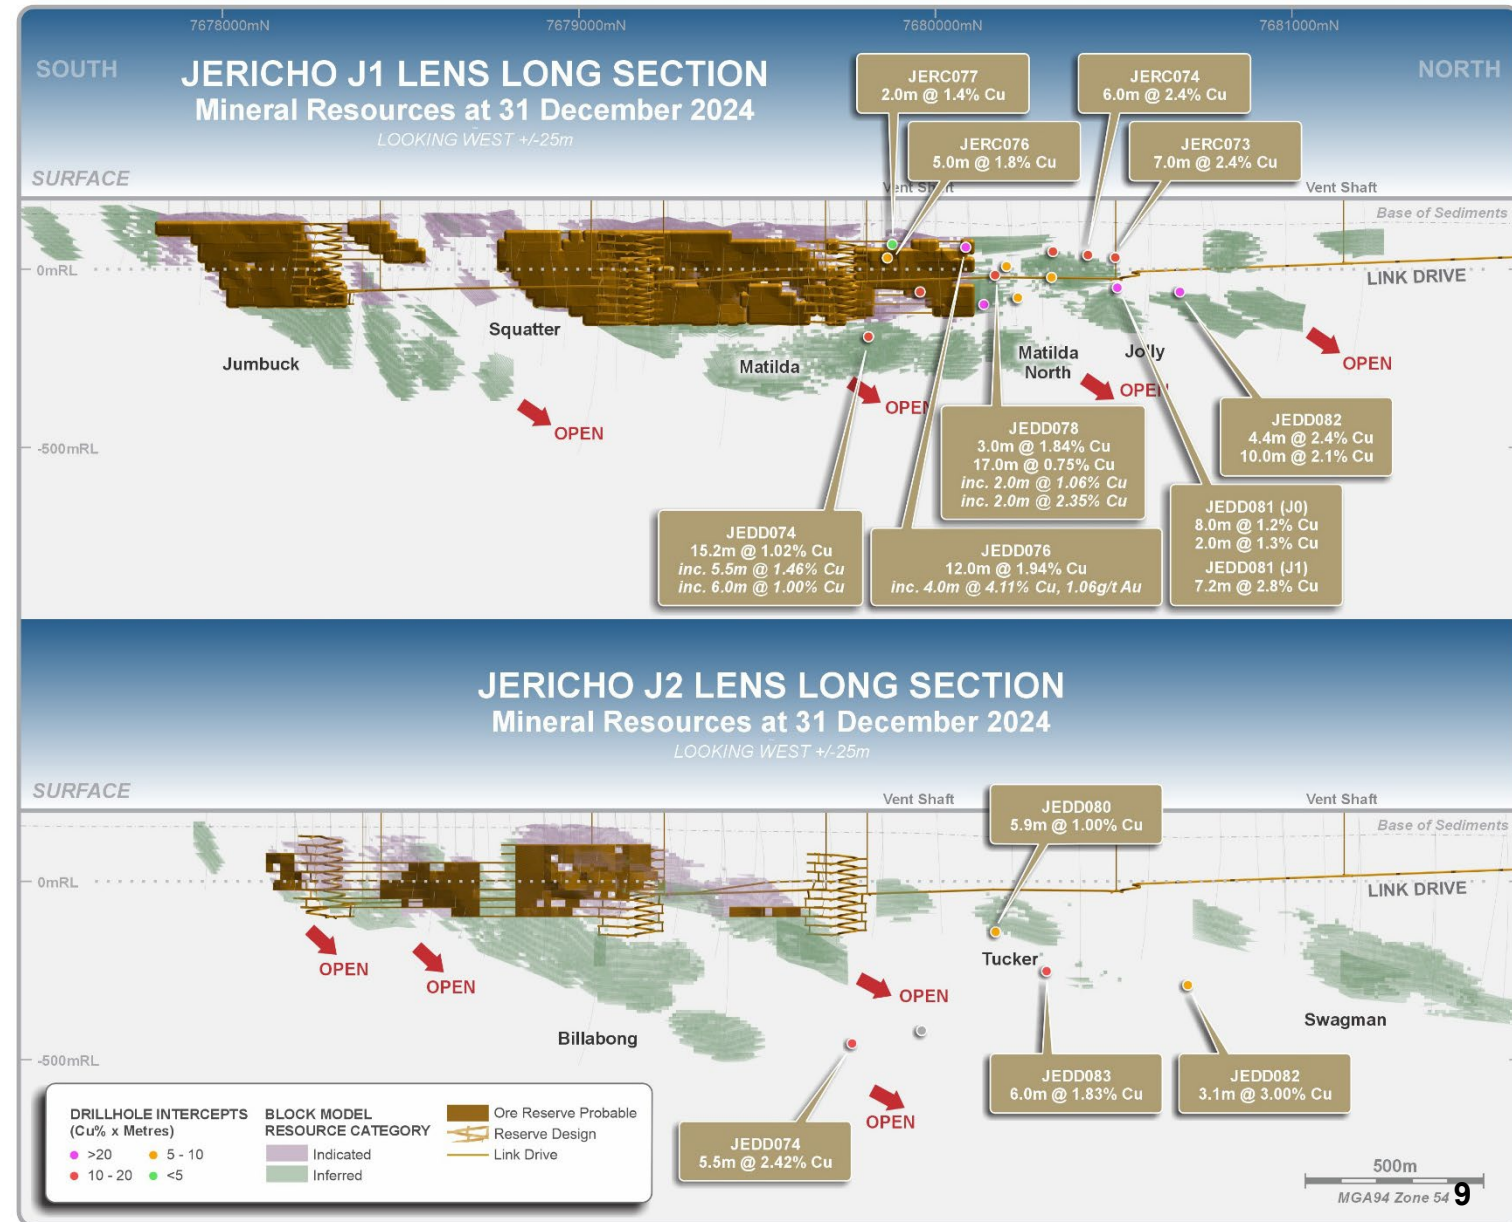 7678000mN
7679000mN
7680000mN
7681000mN
SOUTH
NORTH
JERICHO J1 LENS LONG SECTION
Mineral Resources at 31 December 2024
LOOKING WEST +/-25m
JERC077
2.0m @ 1.4% Cu
JERC074
6.0m @ 2.4% Cu
JERC076
5.0m @ 1.8% Cu
JERC073
7.0m @ 2.4% Cu
SURFACE
Vent Shaft
Vent Shaft
Base of Sediments
0mRL
LINK DRIVE
Squatter
Jumbuck
Matilda
Matilda
North
Jolly
OPEN
OPEN
OPEN
OPEN
-500mRL
JEDD078
3.0m @ 1.84% Cu
17.0m @ 0.75% Cu
inc. 2.0m @ 1.06% Cu
inc. 2.0m @ 2.35% Cu
JEDD082
4.4m @ 2.4% Cu
10.0m @ 2.1% Cu
JEDD074
15.2m @ 1.02% Cu
inc. 5.5m @ 1.46% Cu
inc. 6.0m @ 1.00% Cu
JEDD076
12.0m @ 1.94% Cu
inc. 4.0m @ 4.11% Cu, 1.06g/t Au
JEDD081 (J0)
8.0m @ 1.2% Cu
2.0m @ 1.3% Cu
JEDD081 (J1)
7.2m @ 2.8% Cu
JERICHO J2 LENS LONG SECTION
Mineral Resources at 31 December 2024
LOOKING WEST +/-25m
SURFACE
Vent Shaft
Vent Shaft
JEDD080
5.9m @ 1.00% Cu
Base of Sediments
0mRL
LINK DRIVE
OPEN
OPEN
OPEN
Tucker
Billabong
Swagman
-500mRL
JEDD083
6.0m @ 1.83% Cu
JEDD082
3.1m @ 3.00% Cu
OPEN
JEDD074
5.5m @ 2.42% Cu
DRILLHOLE INTERCEPTS
(Cu% x Metres)
>20
5 - 10
10 - 20
<5
BLOCK MODEL
RESOURCE CATEGORY
Indicated
Inferred
Ore Reserve Probable
Reserve Design
Link Drive
500m
MGA94 Zone 54
9